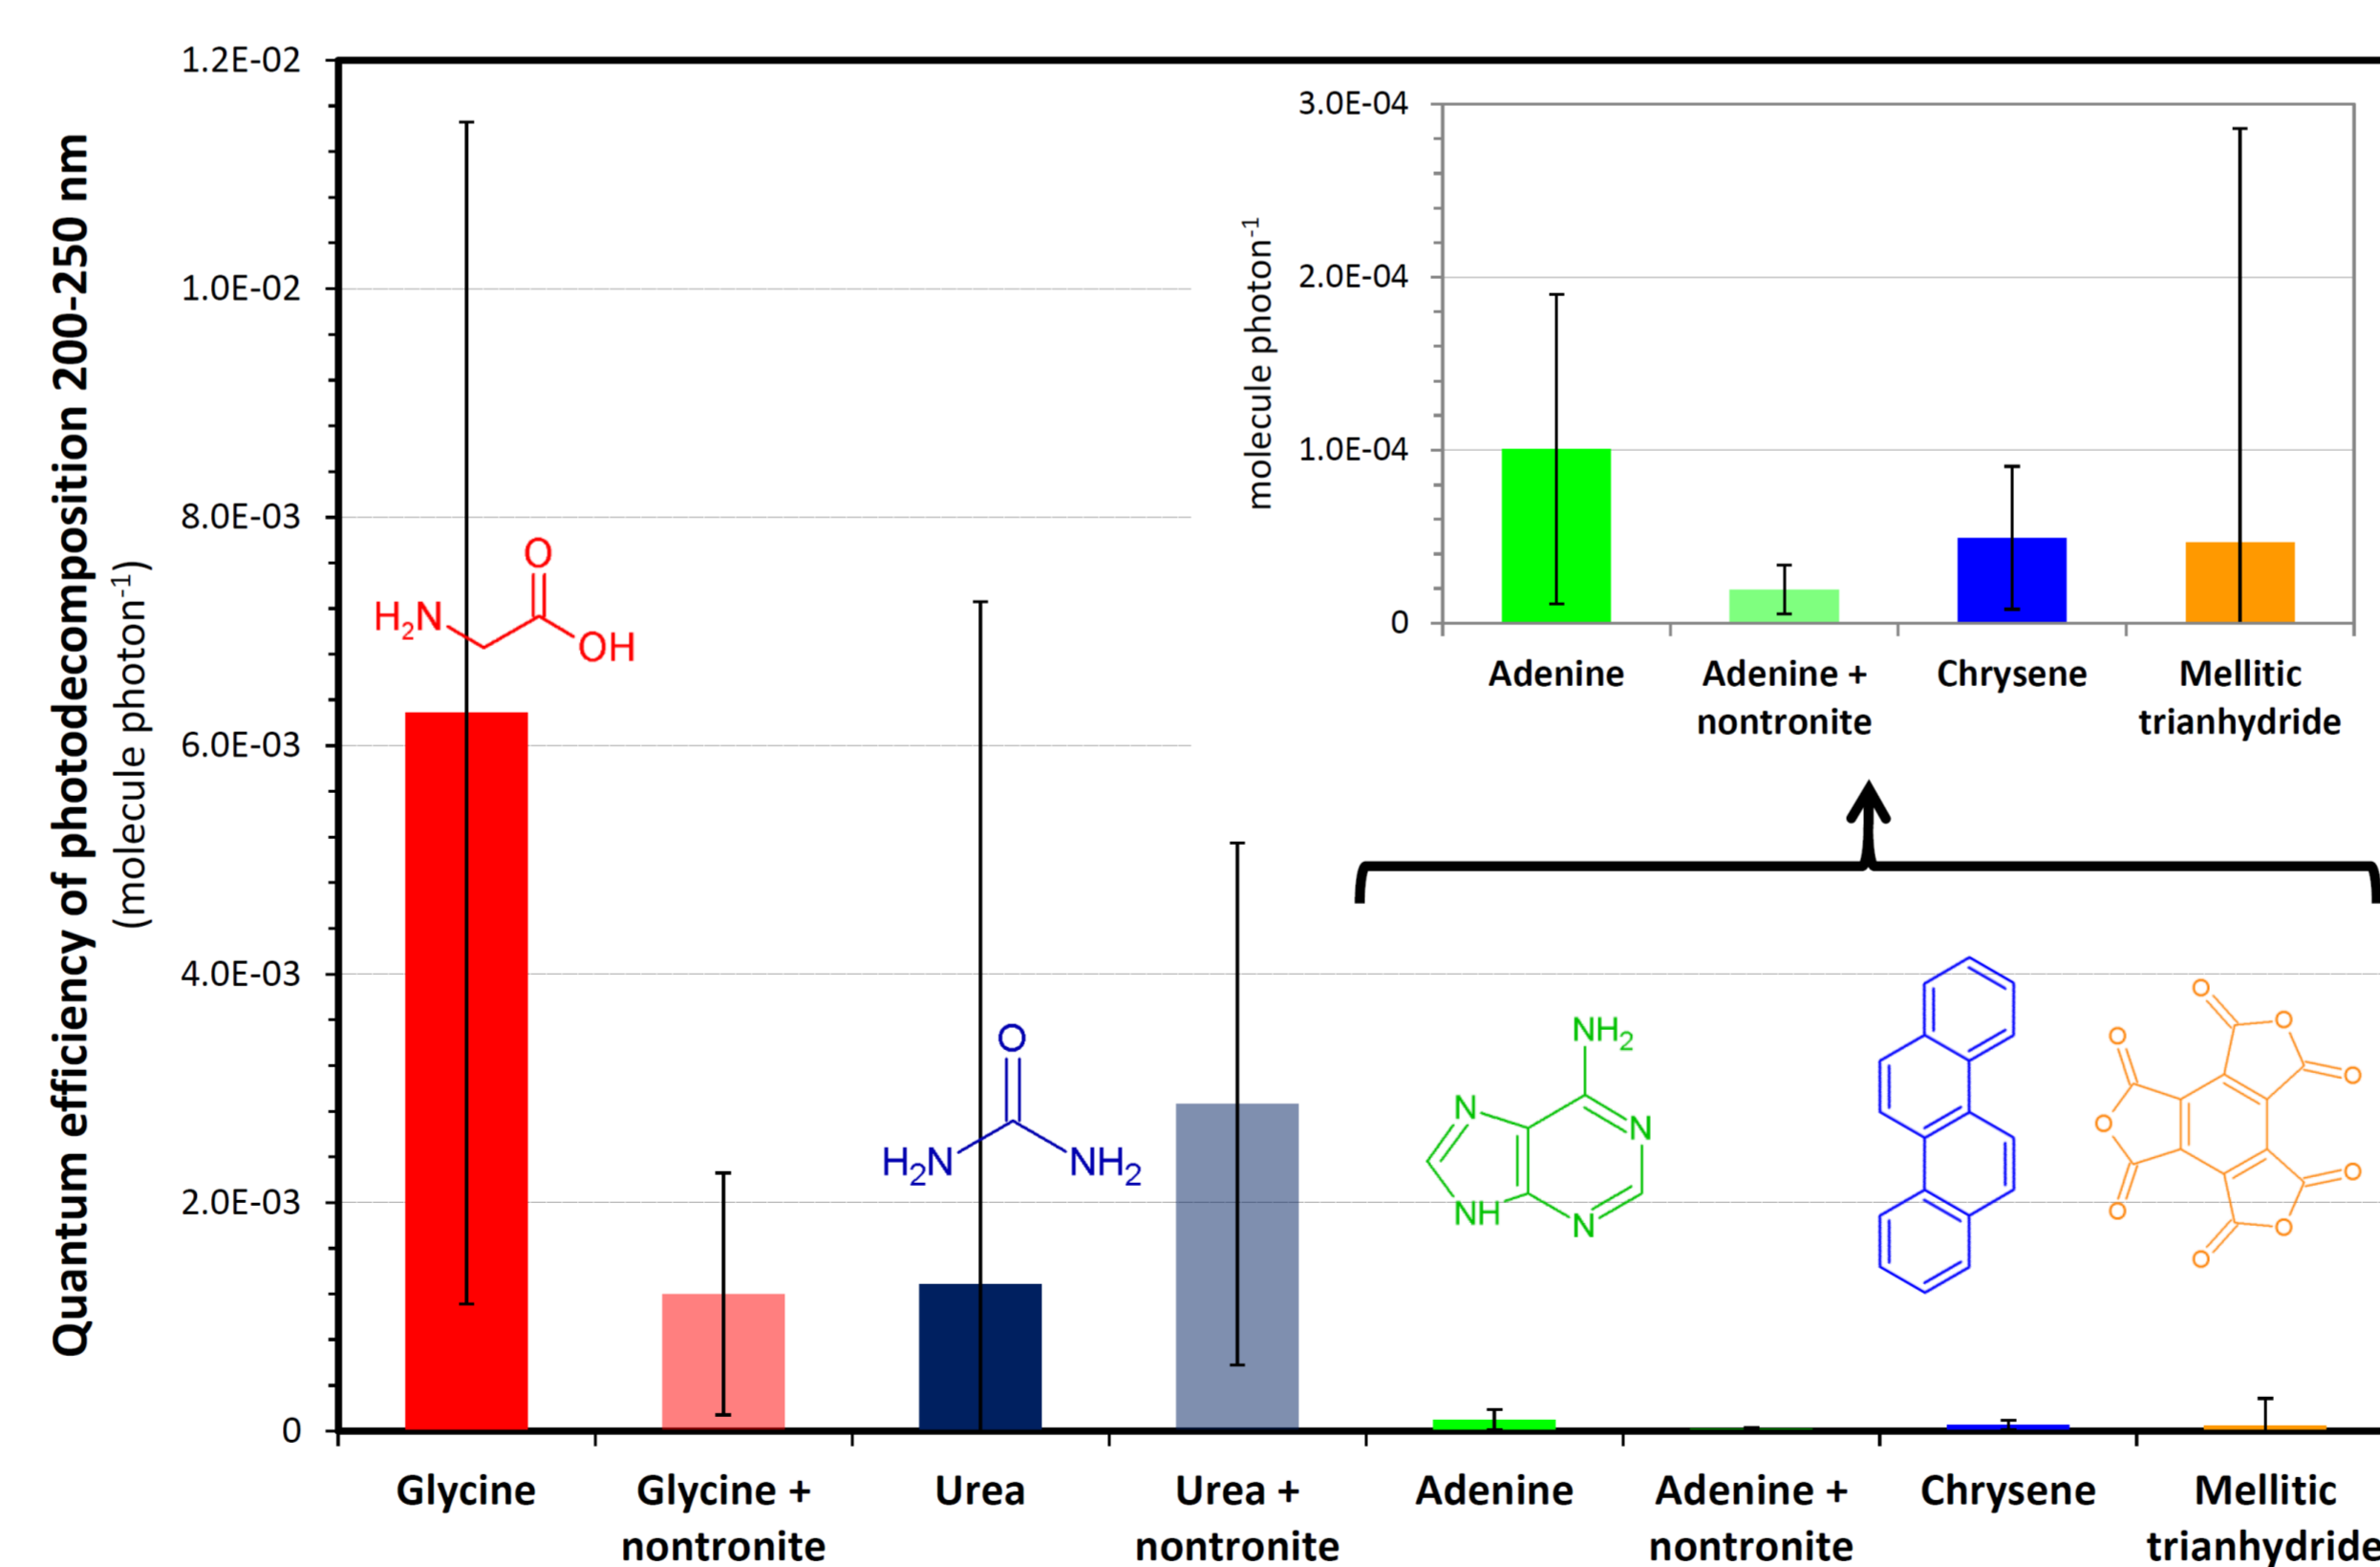 Quantum efficiency of photodecomposition 200-250 nm
(molecule photon⁻¹)
1.2E-02
1.0E-02
8.0E-03
6.0E-03
4.0E-03
2.0E-03
0
molecule photon⁻¹
3.0E-04
2.0E-04
1.0E-04
0
Adenine
Adenine +
nontronite
Chrysene
Mellitic
trianhydride
O
H₂N
OH
O
H₂N
NH₂
NH₂
N
N
NH
N
O
O
O
O
O
O
O
O
O
Glycine
Glycine +
nontronite
Urea
Urea +
nontronite
Adenine
Adenine +
nontronite
Chrysene
Mellitic
trianhydride